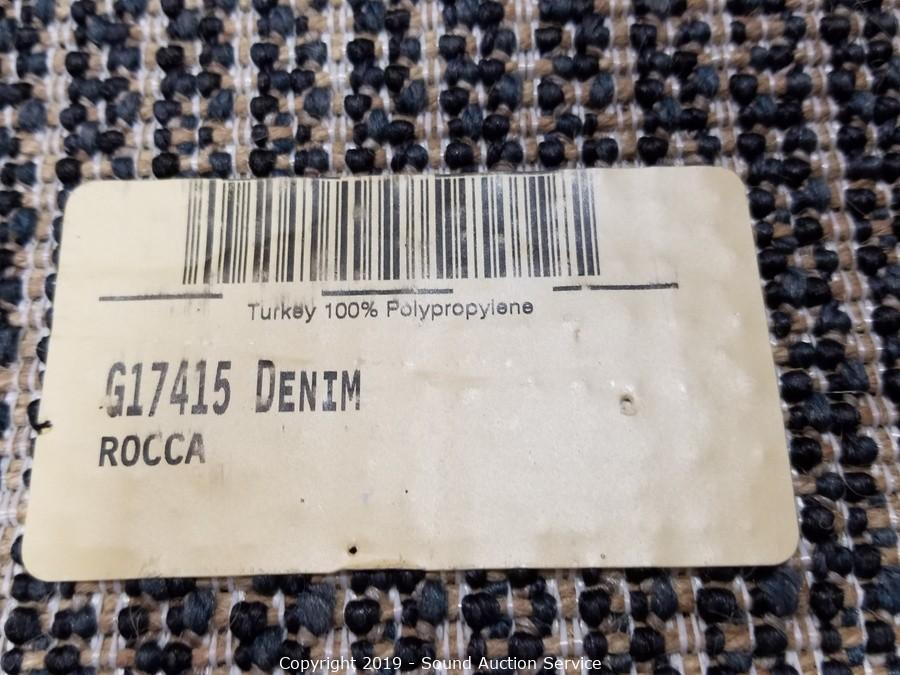 Turkey 100% Polypropylene
G17415 DENIM
ROCCA
Copyright 2019 - Sound Auction Service